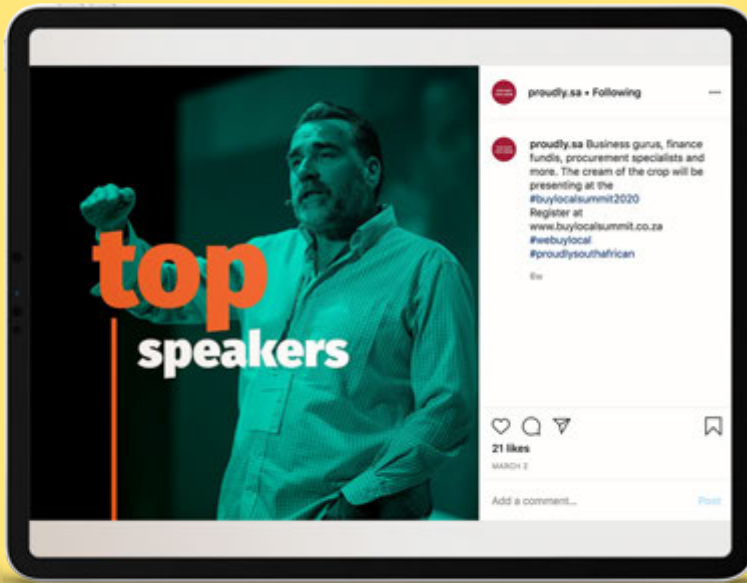 top
speakers
proudly.sa • Following
proudly.sa Business gurus, finance
fundis, procurement specialists and
more. The cream of the crop will be
presenting at the
#buylocalsummit2020
Register at
www.buylocalsummit.co.za
#webuylocal
#proudlysouthafrican
8w
21 likes
MARCH 2
Add a comment...
Post